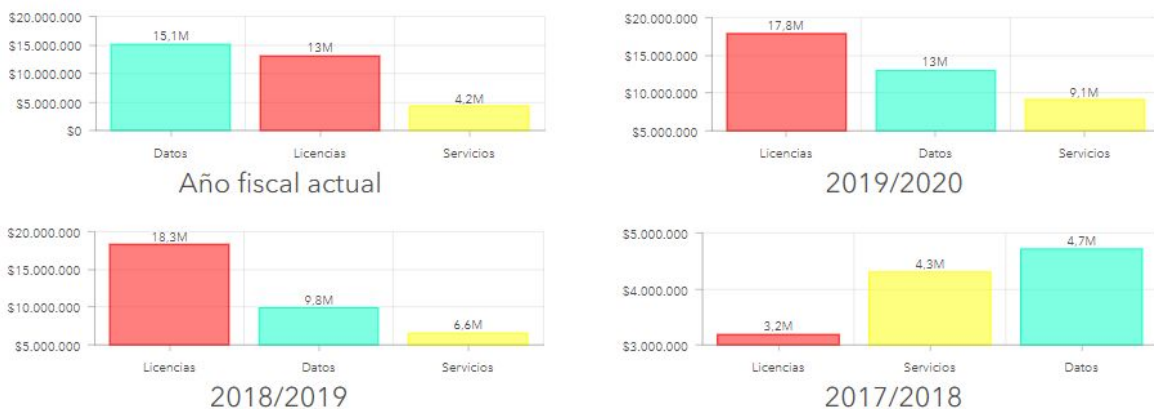 $20.000.000
$15.000.000
$10.000.000
$5.000.000
$0
15,1M
13M
4,2M
Datos Licencias Servicios
Año fiscal actual
$20.000.000
$15.000.000
$10.000.000
$5.000.000
17,8M
13M
9,1M
Licencias Datos Servicios
2019/2020
$20.000.000
$15.000.000
$10.000.000
$5.000.000
18,3M
9,8M
6,6M
Licencias Datos Servicios
2018/2019
$5.000.000
$4.000.000
$3.000.000
3,2M
4,3M
4,7M
Licencias Servicios Datos
2017/2018